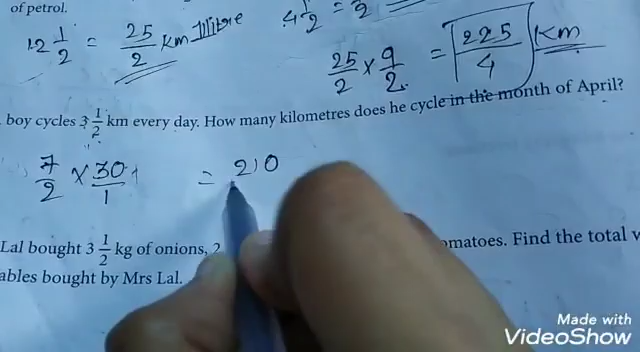 of petrol.
12 1/2 = 25/2 km litre
4 1/2 = /2
25/2 × 9/2 = 225/4 km
boy cycles 3 1/2 km every day. How many kilometres does he cycle in the month of April?
7/2 × 30/1 = 210
Lal bought 3 1/2 kg of onions, 2 omatoes. Find the total w
ables bought by Mrs Lal.
Made with
VideoShow